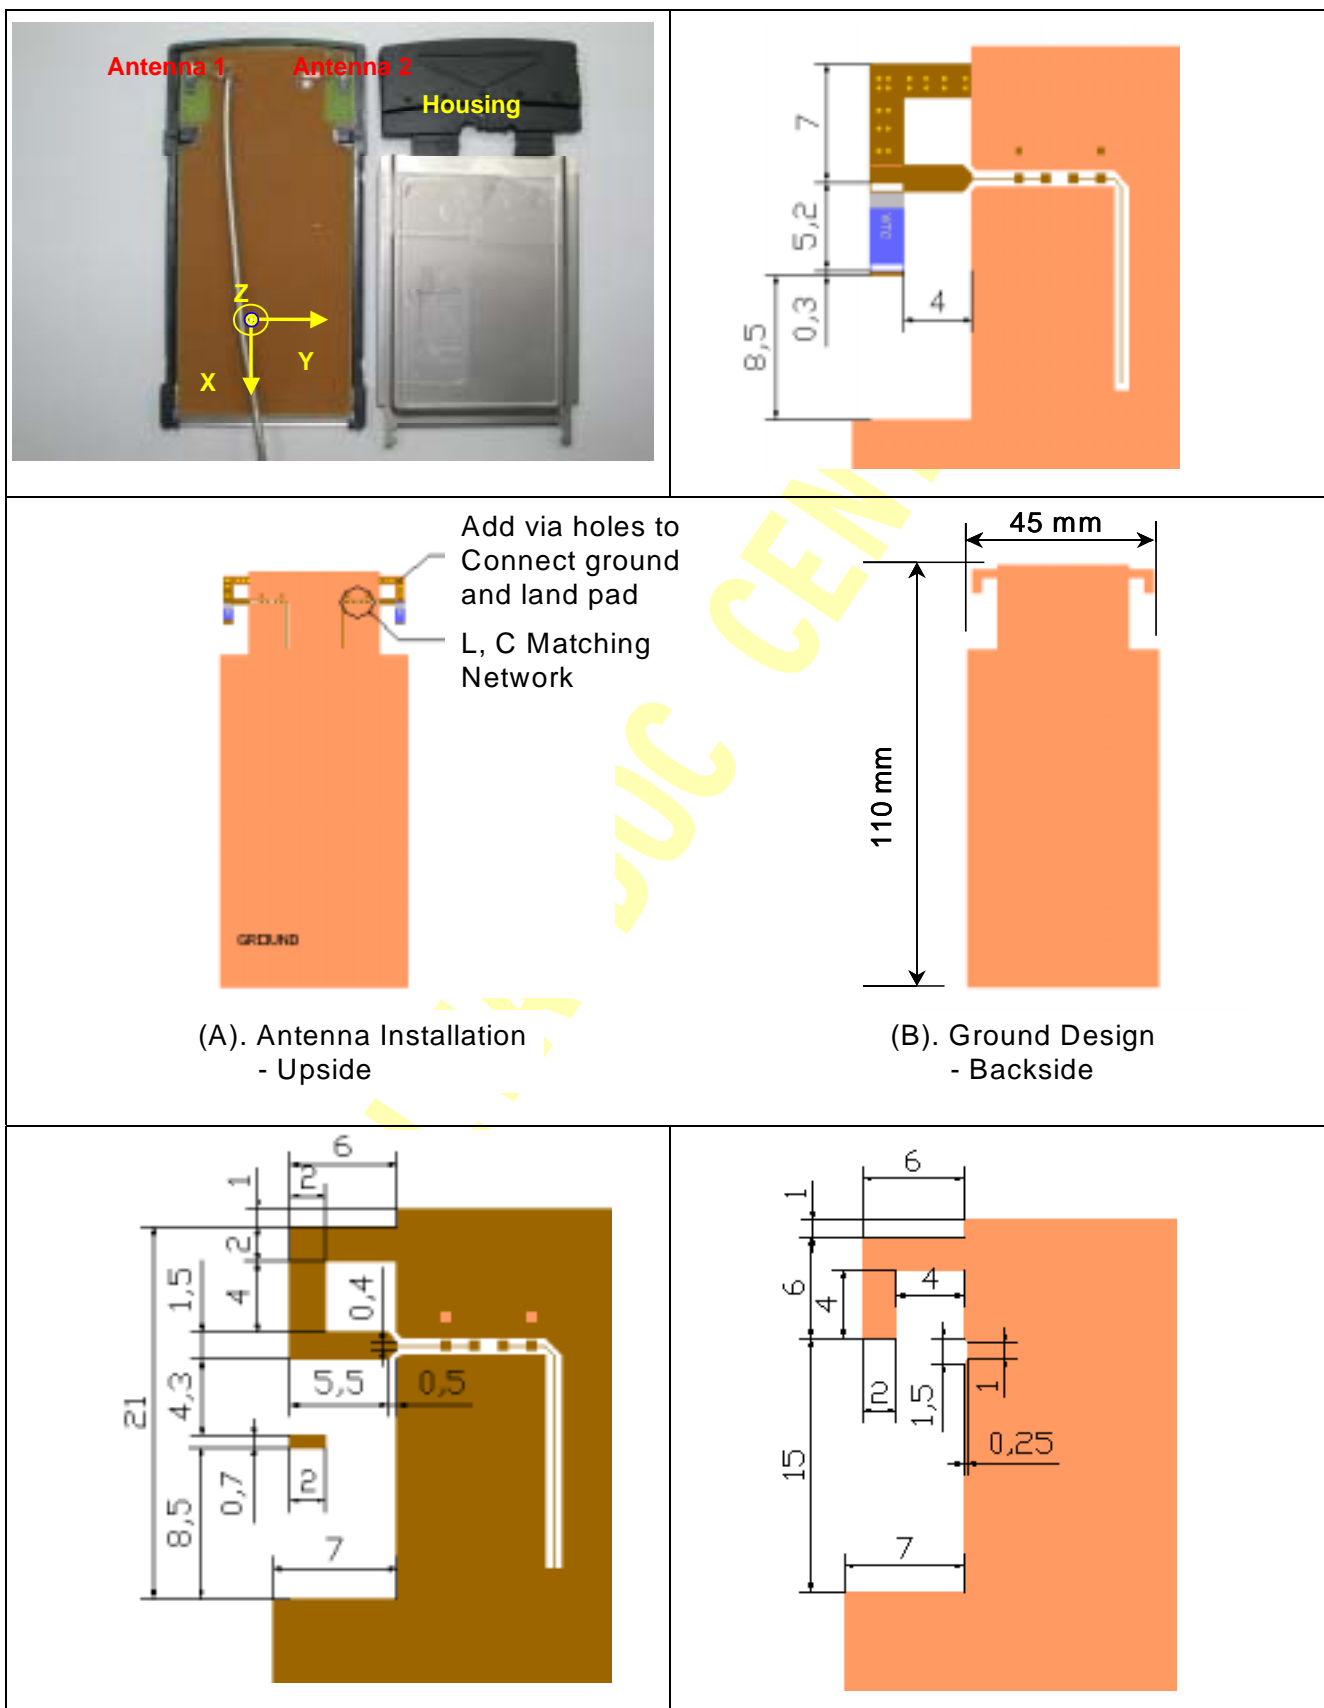 Antenna 1
Antenna 2
Housing
Z
Y
X
7
5,2
0,3
8,5
4
WTC
Add via holes to
Connect ground
and land pad
L, C Matching
Network
GROUND
45 mm
110 mm
(A). Antenna Installation
- Upside
(B). Ground Design
- Backside
6
2
1
2
1,5
4
0,4
5,5
0,5
4,3
21
0,7
2
8,5
7
6
1
6
4
4
2
1,5
1
0,25
15
7